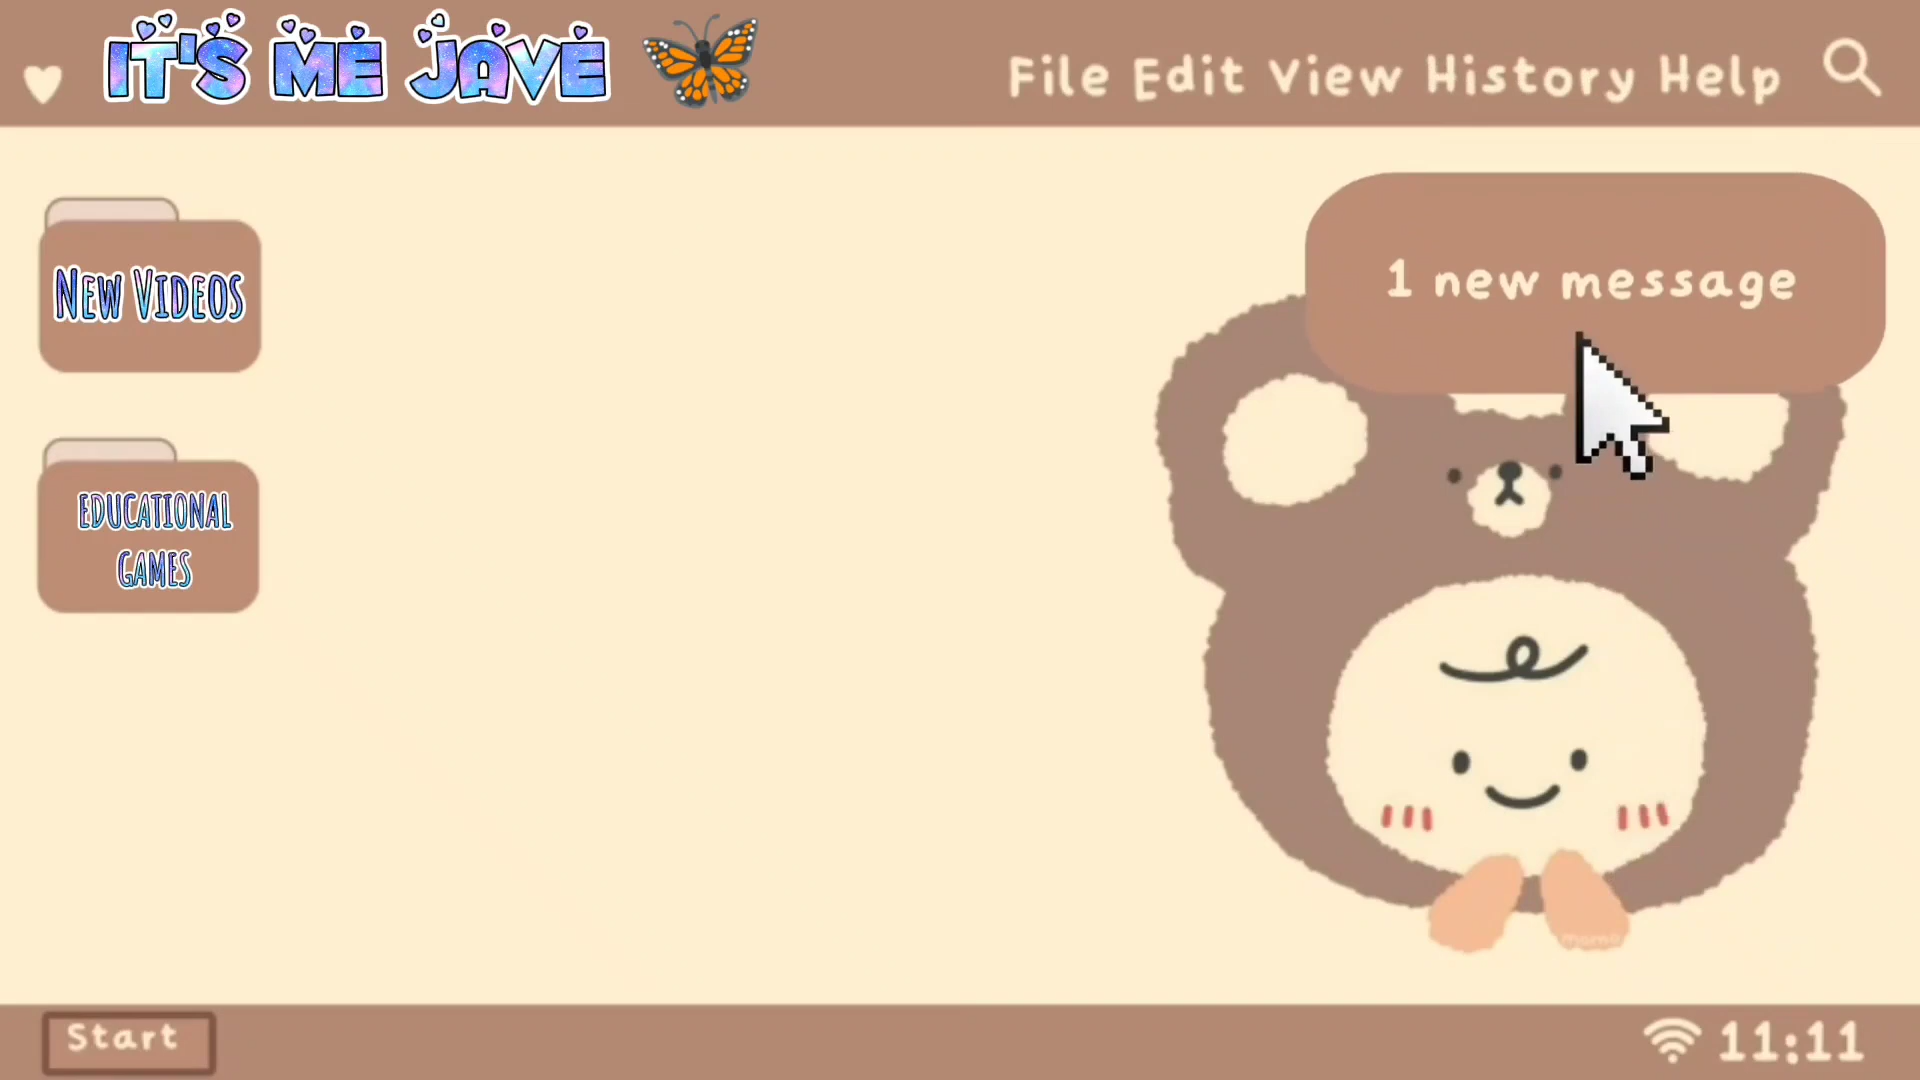 IT'S ME JAVE
File Edit View History Help
1 new message
New Videos
EDUCATIONAL
GAMES
Start
11:11